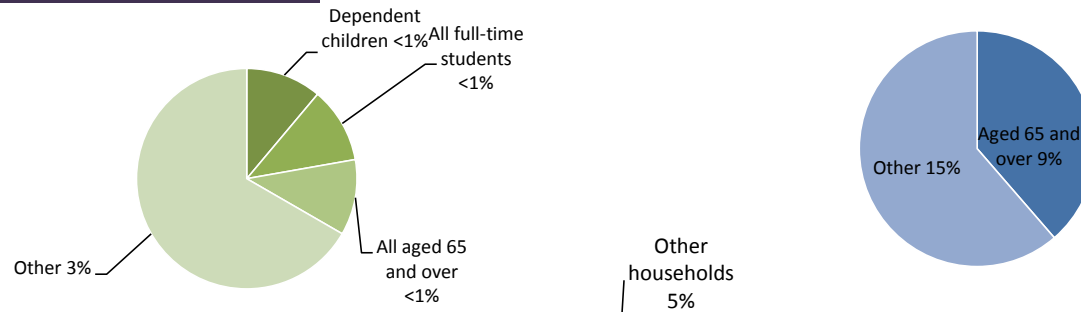 Dependent
children <1%
All full-time
students
<1%
All aged 65
and over
<1%
Other 3%
Other
households
5%
Aged 65 and
over 9%
Other 15%